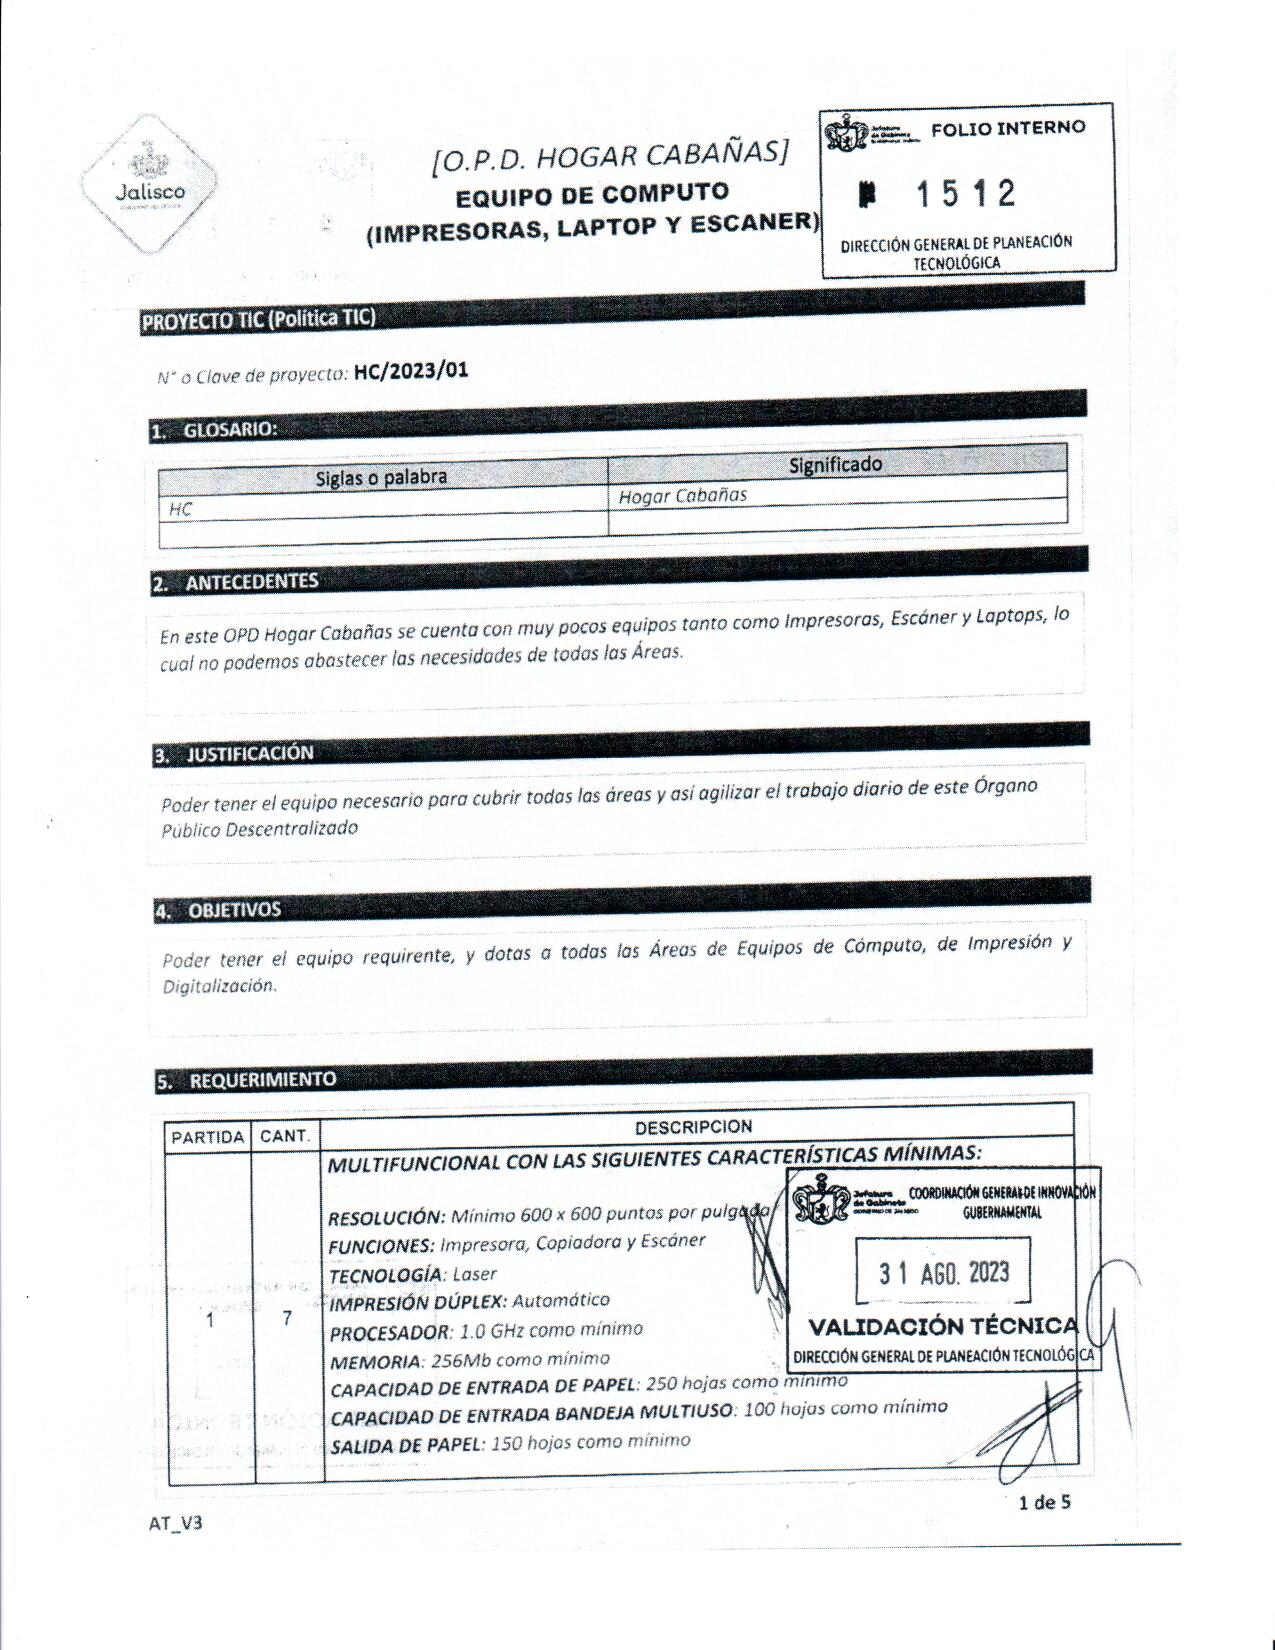 Jalisco
[O.P.D. HOGAR CABAÑAS]
EQUIPO DE COMPUTO
(IMPRESORAS, LAPTOP Y ESCANER)
Jefatura
de Gabinete
FOLIO INTERNO
1512
DIRECCIÓN GENERAL DE PLANEACIÓN
TECNOLÓGICA
PROYECTO TIC (Política TIC)
N° o Clave de proyecto: HC/2023/01
1. GLOSARIO:
Siglas o palabra Significado
HC Hogar Cabañas
2. ANTECEDENTES
En este OPD Hogar Cabañas se cuenta con muy pocos equipos tanto como Impresoras, Escáner y Laptops, lo
cual no podemos abastecer las necesidades de todas las Áreas.
3. JUSTIFICACIÓN
Poder tener el equipo necesario para cubrir todas las áreas y así agilizar el trabajo diario de este Órgano
Público Descentralizado
4. OBJETIVOS
Poder tener el equipo requirente, y dotas a todas las Áreas de Equipos de Cómputo, de Impresión y
Digitalización.
5. REQUERIMIENTO
PARTIDA CANT. DESCRIPCION
1 7
MULTIFUNCIONAL CON LAS SIGUIENTES CARACTERÍSTICAS MÍNIMAS:
RESOLUCIÓN: Mínimo 600 x 600 puntos por pulgada
FUNCIONES: Impresora, Copiadora y Escáner
TECNOLOGÍA: Laser
IMPRESIÓN DÚPLEX: Automático
PROCESADOR: 1.0 GHz como mínimo
MEMORIA: 256Mb como mínimo
CAPACIDAD DE ENTRADA DE PAPEL: 250 hojas como mínimo
CAPACIDAD DE ENTRADA BANDEJA MULTIUSO: 100 hojas como mínimo
SALIDA DE PAPEL: 150 hojas como mínimo
Jefatura
de Gabinete
GOBIERNO DE JALISCO
COORDINACIÓN GENERAL DE INNOVACIÓN
GUBERNAMENTAL
31 AGO. 2023
VALIDACIÓN TÉCNICA
DIRECCIÓN GENERAL DE PLANEACIÓN TECNOLÓGICA
1 de 5
AT_V3